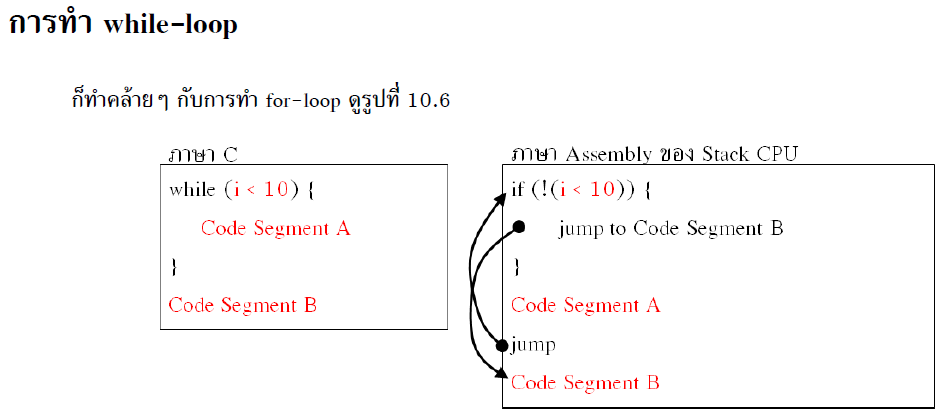 การทำ while-loop
ก็ทำคล้ายๆ กับการทำ for-loop ดูรูปที่ 10.6
ภาษา C
while (i < 10) {
Code Segment A
}
Code Segment B
ภาษา Assembly ของ Stack CPU
if (!(i < 10)) {
jump to Code Segment B
}
Code Segment A
jump
Code Segment B